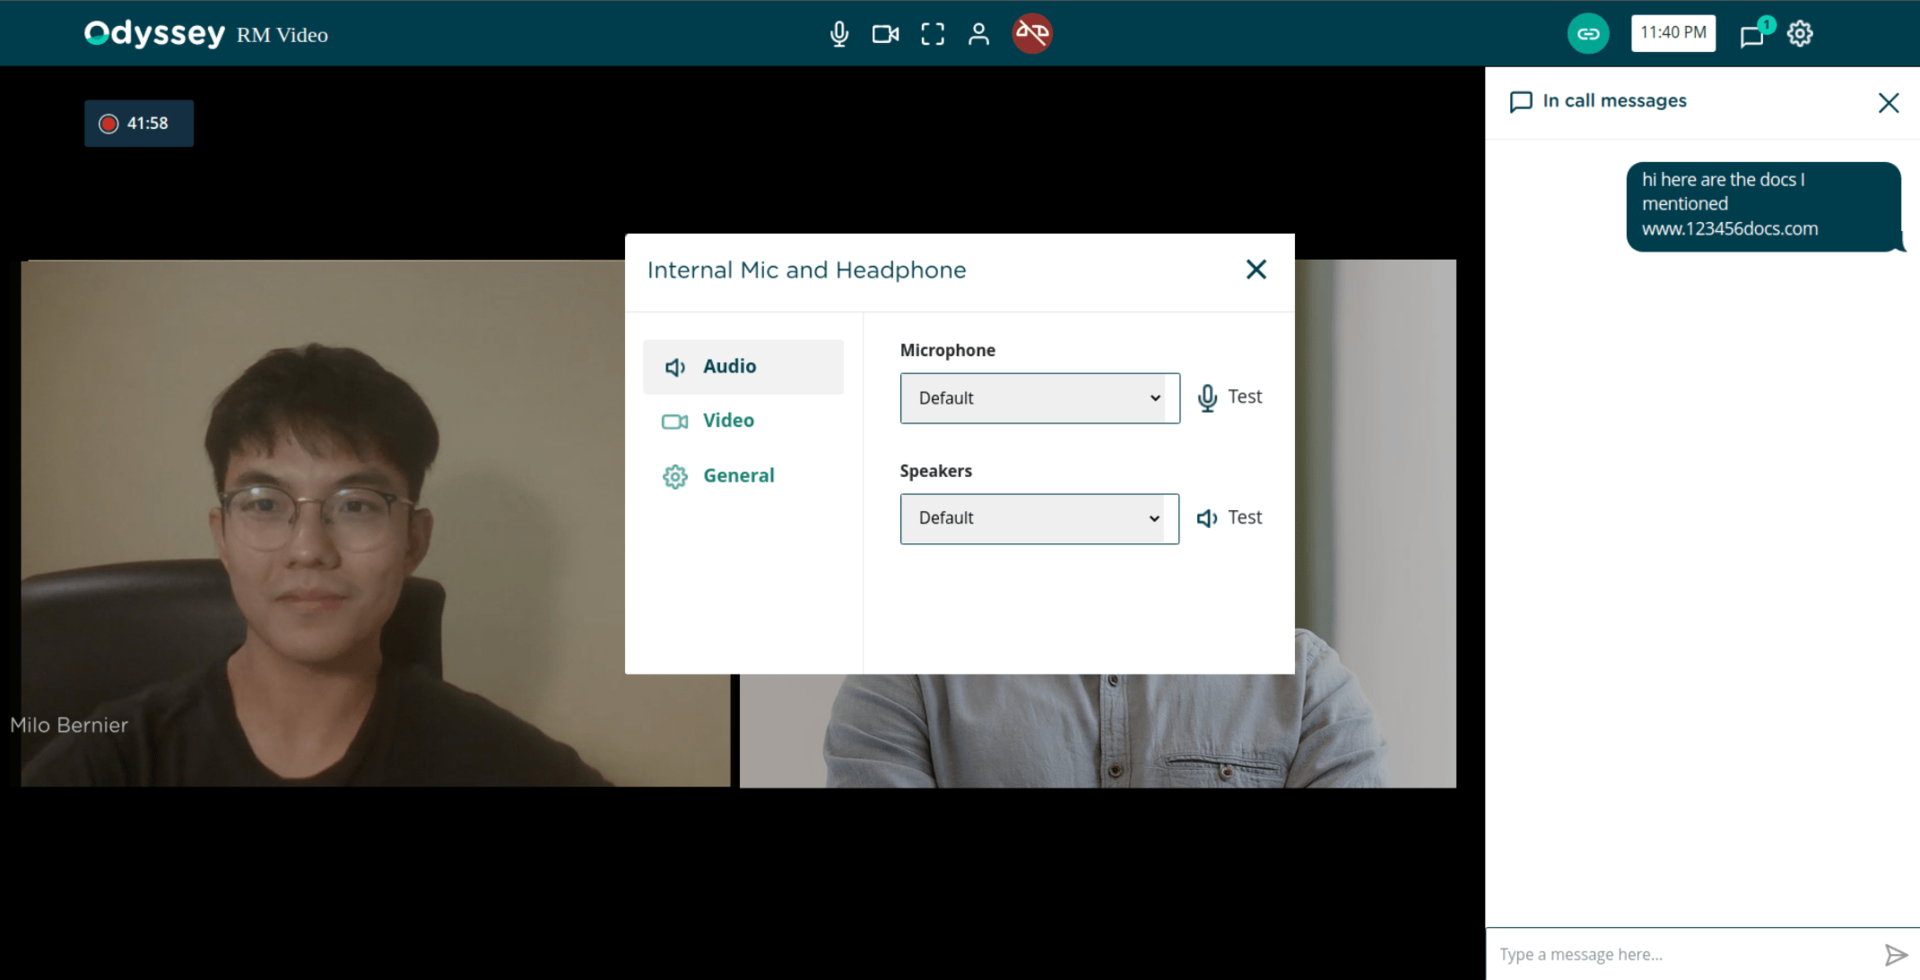 Odyssey RM Video
11:40 PM
1
41:58
In call messages
hi here are the docs I
mentioned
www.123456docs.com
Internal Mic and Headphone
Audio
Video
General
Microphone
Default
Test
Speakers
Default
Test
Milo Bernier
Type a message here...